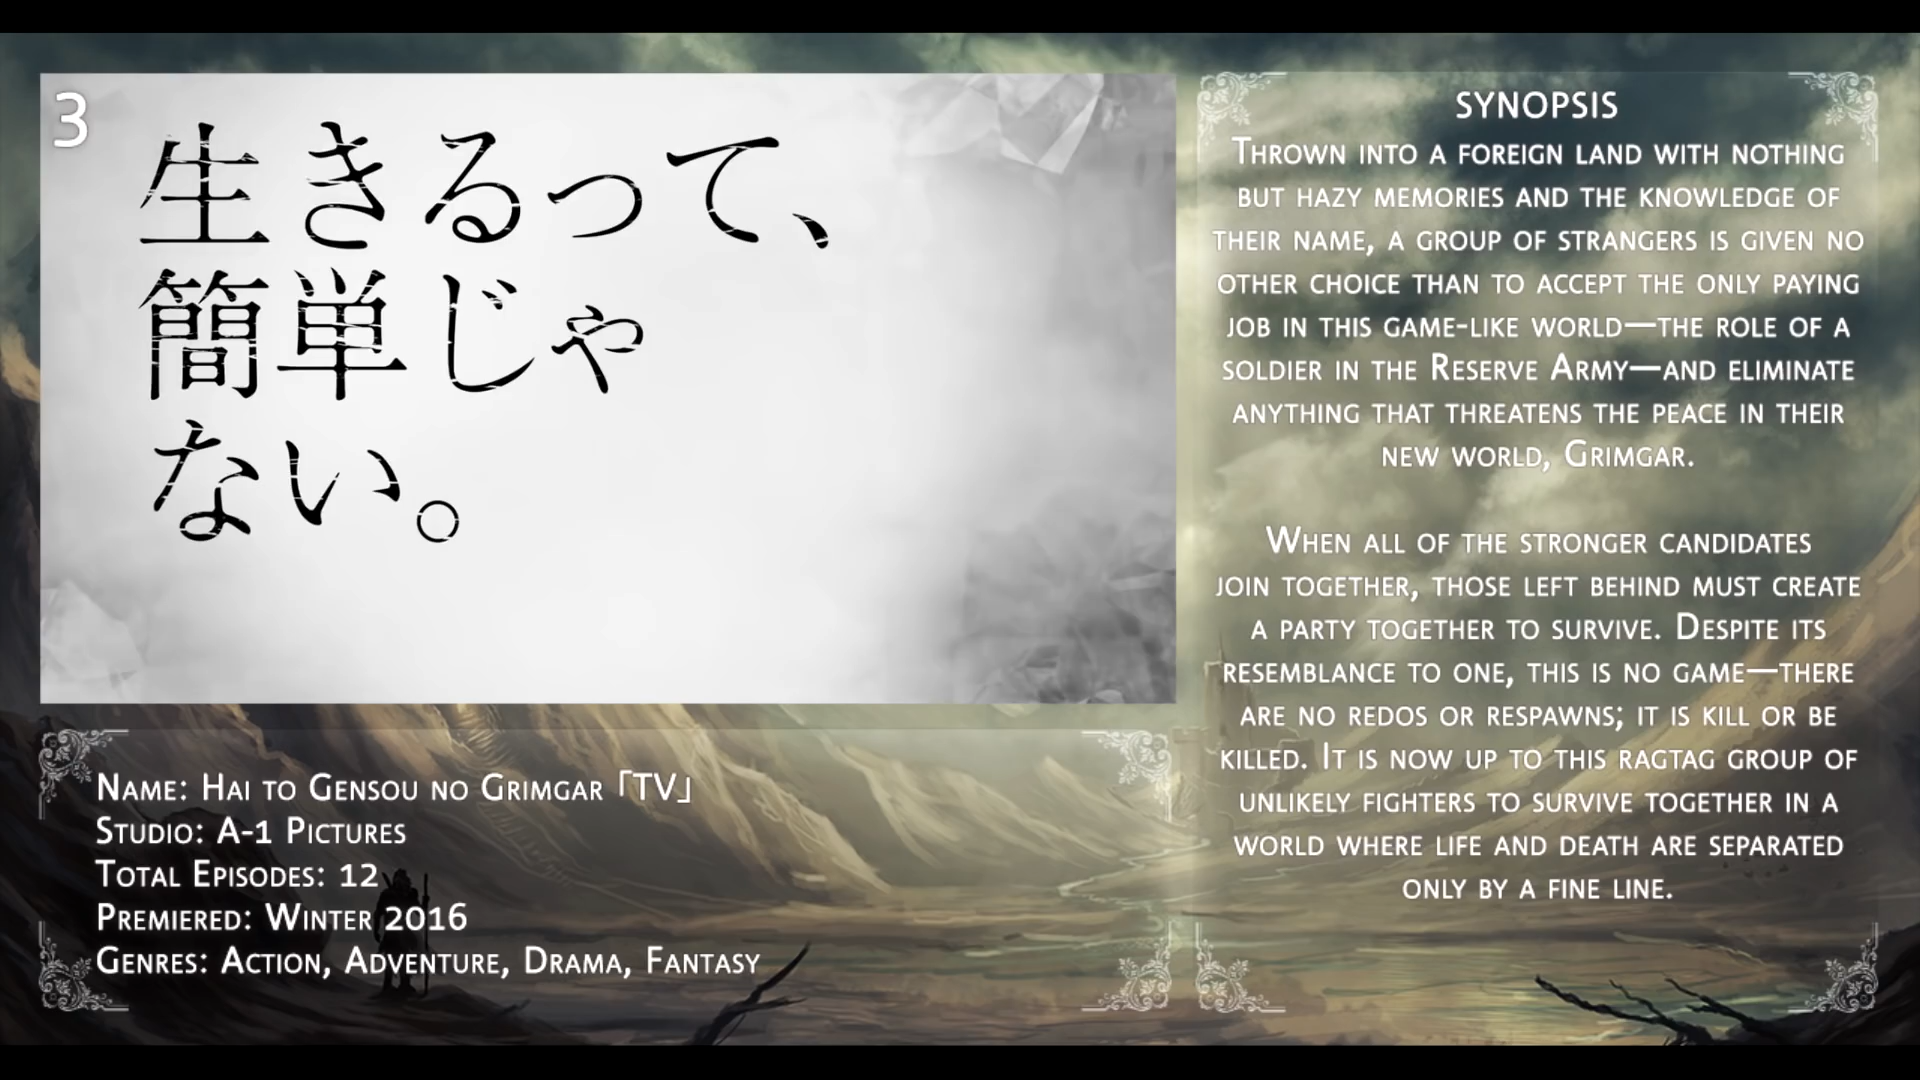 3
生きるって、
簡単じゃ
ない。
SYNOPSIS
THROWN INTO A FOREIGN LAND WITH NOTHING
BUT HAZY MEMORIES AND THE KNOWLEDGE OF
THEIR NAME, A GROUP OF STRANGERS IS GIVEN NO
OTHER CHOICE THAN TO ACCEPT THE ONLY PAYING
JOB IN THIS GAME-LIKE WORLD—THE ROLE OF A
SOLDIER IN THE RESERVE ARMY—AND ELIMINATE
ANYTHING THAT THREATENS THE PEACE IN THEIR
NEW WORLD, GRIMGAR.
WHEN ALL OF THE STRONGER CANDIDATES
JOIN TOGETHER, THOSE LEFT BEHIND MUST CREATE
A PARTY TOGETHER TO SURVIVE. DESPITE ITS
RESEMBLANCE TO ONE, THIS IS NO GAME—THERE
ARE NO REDOS OR RESPAWNS; IT IS KILL OR BE
KILLED. IT IS NOW UP TO THIS RAGTAG GROUP OF
UNLIKELY FIGHTERS TO SURVIVE TOGETHER IN A
WORLD WHERE LIFE AND DEATH ARE SEPARATED
ONLY BY A FINE LINE.
NAME: HAI TO GENSOU NO GRIMGAR「TV」
STUDIO: A-1 PICTURES
TOTAL EPISODES: 12
PREMIERED: WINTER 2016
GENRES: ACTION, ADVENTURE, DRAMA, FANTASY